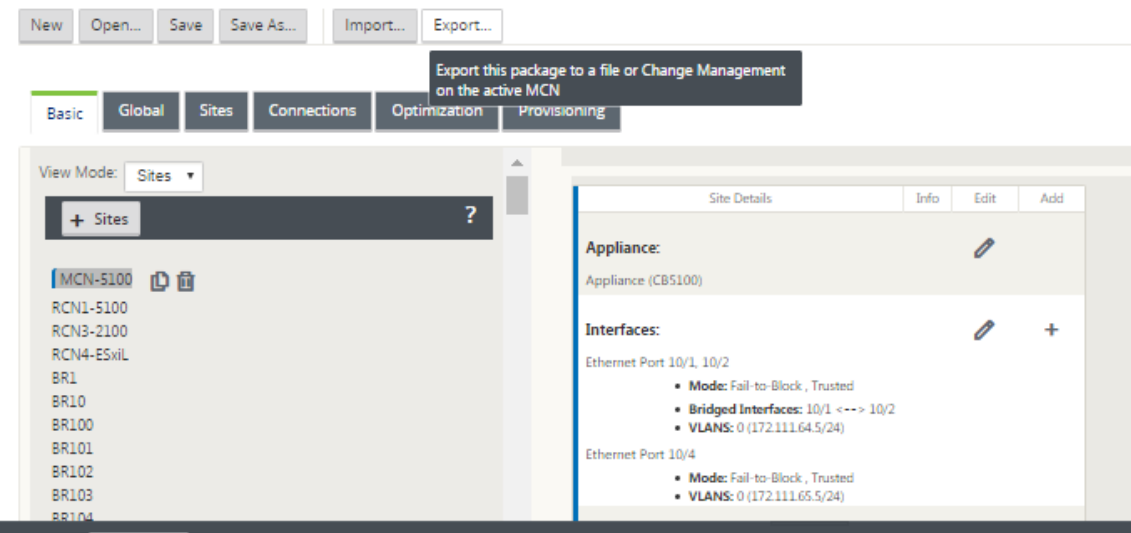 New Open... Save Save As... Import... Export...
Export this package to a file or Change Management
on the active MCN
Basic Global Sites Connections Optimization Provisioning
View Mode: Sites
+ Sites ?
MCN-5100
RCN1-5100
RCN3-2100
RCN4-ESxiL
BR1
BR10
BR100
BR101
BR102
BR103
BR104
Site Details Info Edit Add
Appliance:
Appliance (CB5100)
Interfaces:
Ethernet Port 10/1, 10/2
• Mode: Fail-to-Block , Trusted
• Bridged Interfaces: 10/1 <--> 10/2
• VLANS: 0 (172.111.64.5/24)
Ethernet Port 10/4
• Mode: Fail-to-Block , Trusted
• VLANS: 0 (172.111.65.5/24)